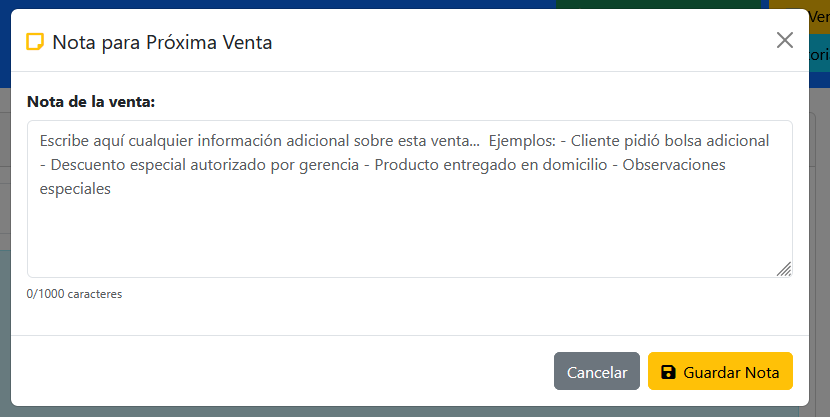 Ver
Nota para Próxima Venta
Nota de la venta:
Escribe aquí cualquier información adicional sobre esta venta... Ejemplos: - Cliente pidió bolsa adicional
- Descuento especial autorizado por gerencia - Producto entregado en domicilio - Observaciones
especiales
0/1000 caracteres
Cancelar
Guardar Nota